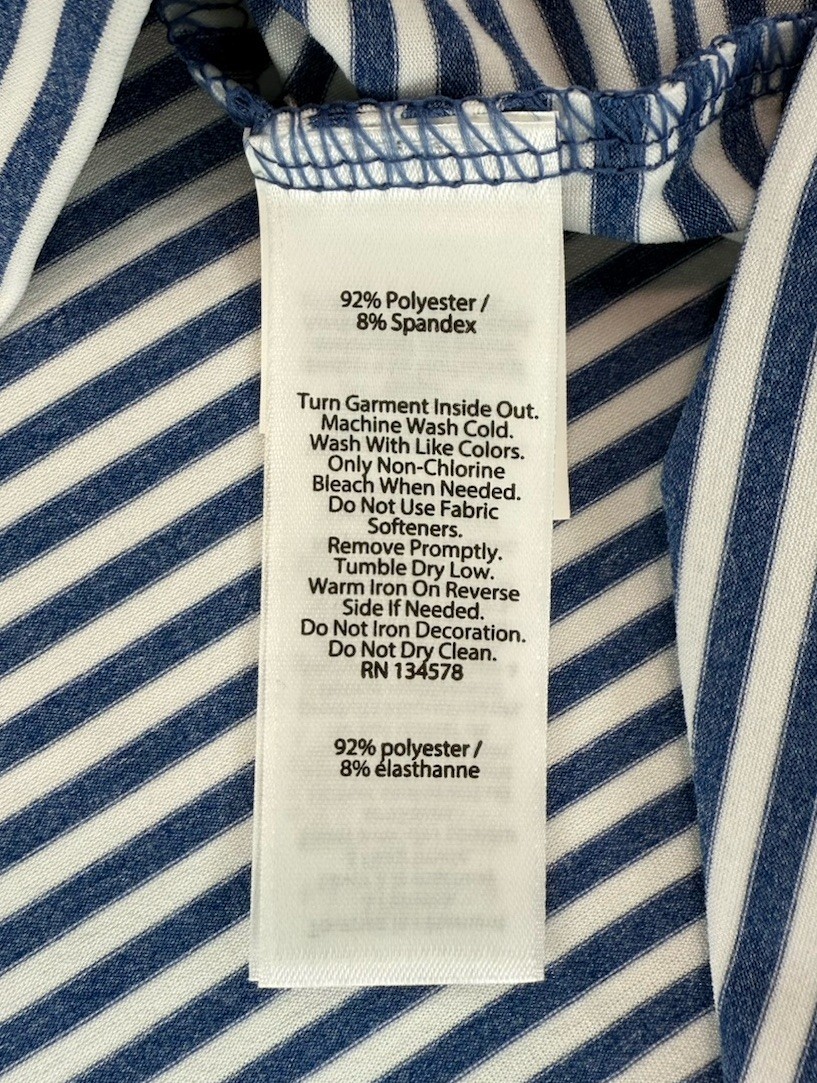 92% Polyester /
8% Spandex
Turn Garment Inside Out.
Machine Wash Cold.
Wash With Like Colors.
Only Non-Chlorine
Bleach When Needed.
Do Not Use Fabric
Softeners.
Remove Promptly.
Tumble Dry Low.
Warm Iron On Reverse
Side If Needed.
Do Not Iron Decoration.
Do Not Dry Clean.
RN 134578
92% polyester /
8% élasthanne